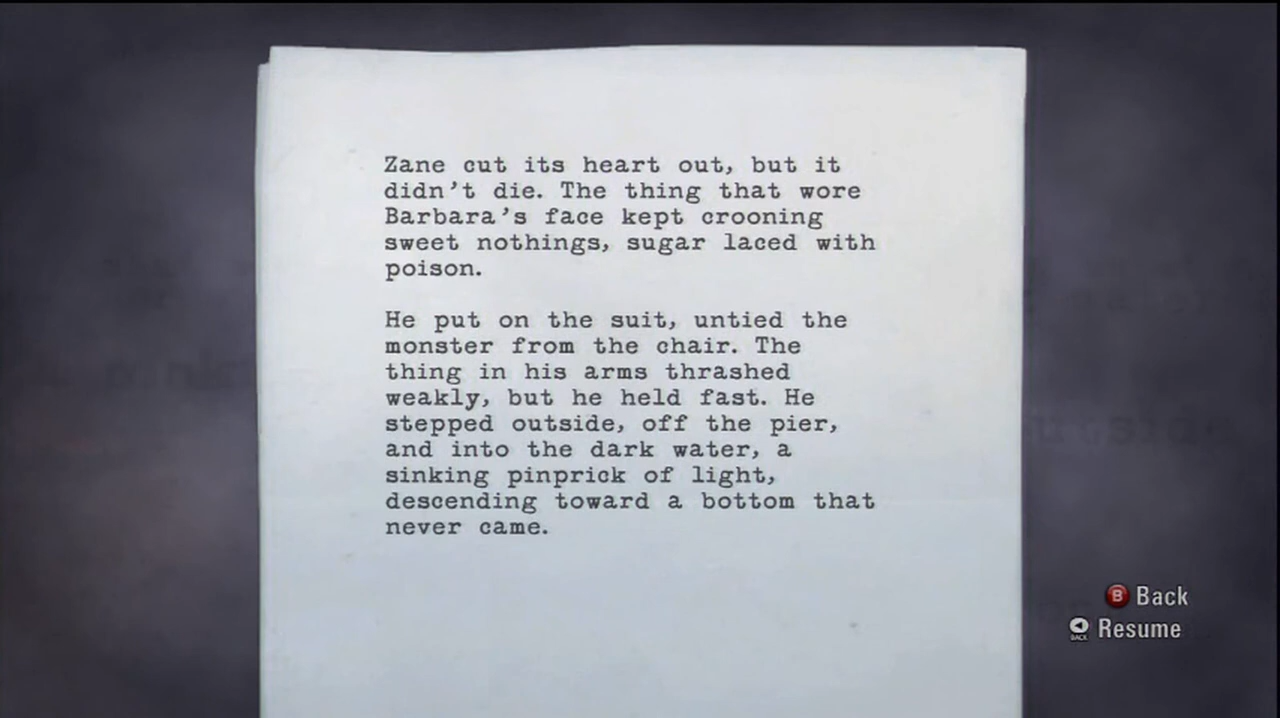 Zane cut its heart out, but it
didn't die. The thing that wore
Barbara's face kept crooning
sweet nothings, sugar laced with
poison.
He put on the suit, untied the
monster from the chair. The
thing in his arms thrashed
weakly, but he held fast. He
stepped outside, off the pier,
and into the dark water, a
sinking pinprick of light,
descending toward a bottom that
never came.
B Back
BACK Resume